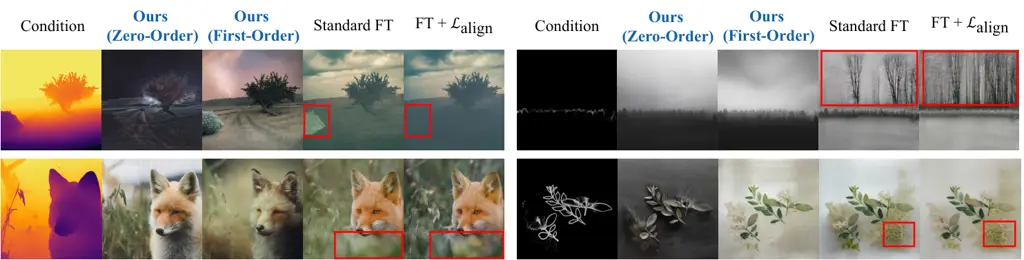 Condition
Ours
(Zero-Order)
Ours
(First-Order)
Standard FT
FT + ℒalign
Condition
Ours
(Zero-Order)
Ours
(First-Order)
Standard FT
FT + ℒalign